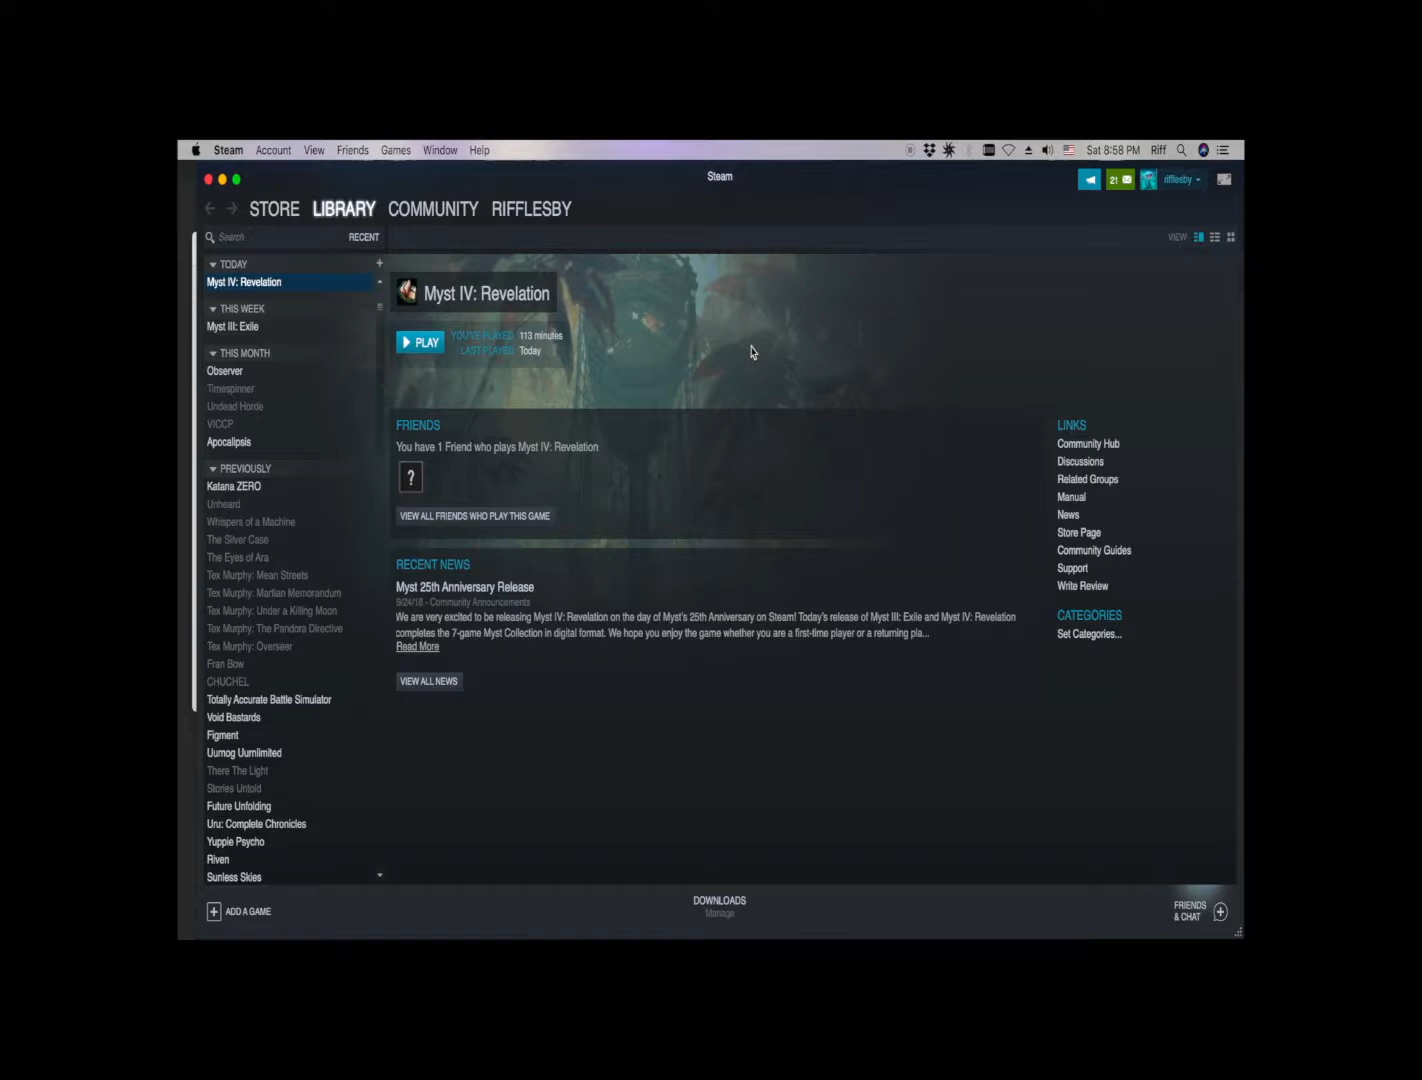 Steam Account View Friends Games Window Help
Sat 8:58 PM Riff
Steam
21 rifflesby
STORE LIBRARY COMMUNITY RIFFLESBY
Search RECENT
VIEW
TODAY
Myst IV: Revelation
THIS WEEK
Myst III: Exile
THIS MONTH
Observer
Timespinner
Undead Horde
VICCP
Apocalipsis
PREVIOUSLY
Katana ZERO
Unheard
Whispers of a Machine
The Silver Case
The Eyes of Ara
Tex Murphy: Mean Streets
Tex Murphy: Martian Memorandum
Tex Murphy: Under a Killing Moon
Tex Murphy: The Pandora Directive
Tex Murphy: Overseer
Fran Bow
CHUCHEL
Totally Accurate Battle Simulator
Void Bastards
Figment
Uurnog Uurnlimited
There The Light
Stories Untold
Future Unfolding
Uru: Complete Chronicles
Yuppie Psycho
Riven
Sunless Skies
Myst IV: Revelation
PLAY
YOU'VE PLAYED 113 minutes
LAST PLAYED Today
FRIENDS
You have 1 Friend who plays Myst IV: Revelation
?
VIEW ALL FRIENDS WHO PLAY THIS GAME
RECENT NEWS
Myst 25th Anniversary Release
9/24/18 - Community Announcements
We are very excited to be releasing Myst IV: Revelation on the day of Myst's 25th Anniversary on Steam! Today's release of Myst III: Exile and Myst IV: Revelation
completes the 7-game Myst Collection in digital format. We hope you enjoy the game whether you are a first-time player or a returning pla...
Read More
VIEW ALL NEWS
LINKS
Community Hub
Discussions
Related Groups
Manual
News
Store Page
Community Guides
Support
Write Review
CATEGORIES
Set Categories...
ADD A GAME
DOWNLOADS
Manage
FRIENDS
& CHAT